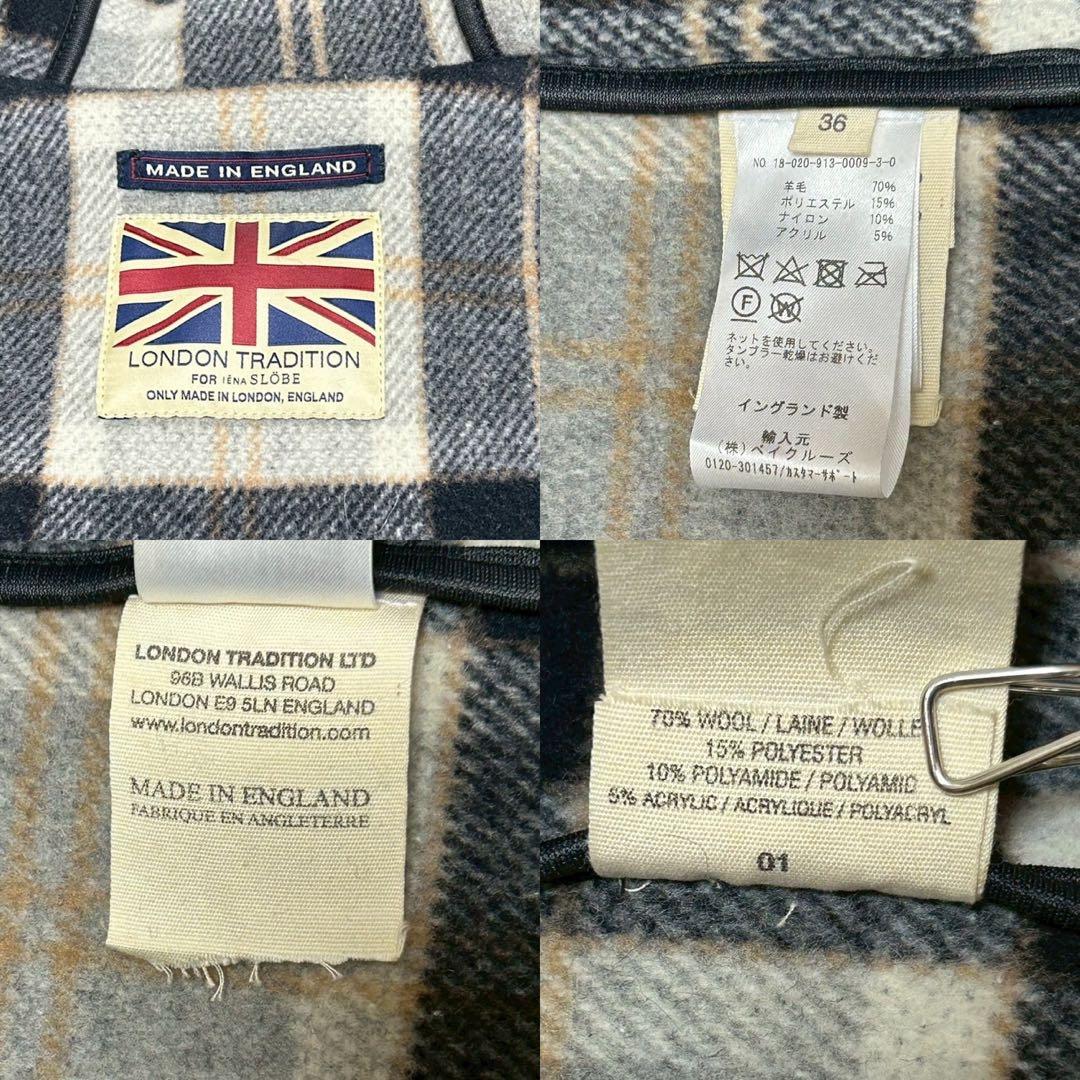 MADE IN ENGLAND
LONDON TRADITION
FOR IÉNA SLŌBE
ONLY MADE IN LONDON, ENGLAND
36
NO. 18-020-913-0009-3-0
羊毛 70%
ポリエステル 15%
ナイロン 10%
アクリル 5%
F W
ネットを使用してください。
タンブラー乾燥はお避けくだ
さい。
イングランド製
輸入元
(株)ベイクルーズ
0120-301457/カスタマーサポート
LONDON TRADITION LTD
96B WALLIS ROAD
LONDON E9 5LN ENGLAND
www.londontradition.com
MADE IN ENGLAND
FABRIQUE EN ANGLETERRE
70% WOOL / LAINE / WOLLE
15% POLYESTER
10% POLYAMIDE / POLYAMID
5% ACRYLIC / ACRYLIQUE / POLYACRYL
01